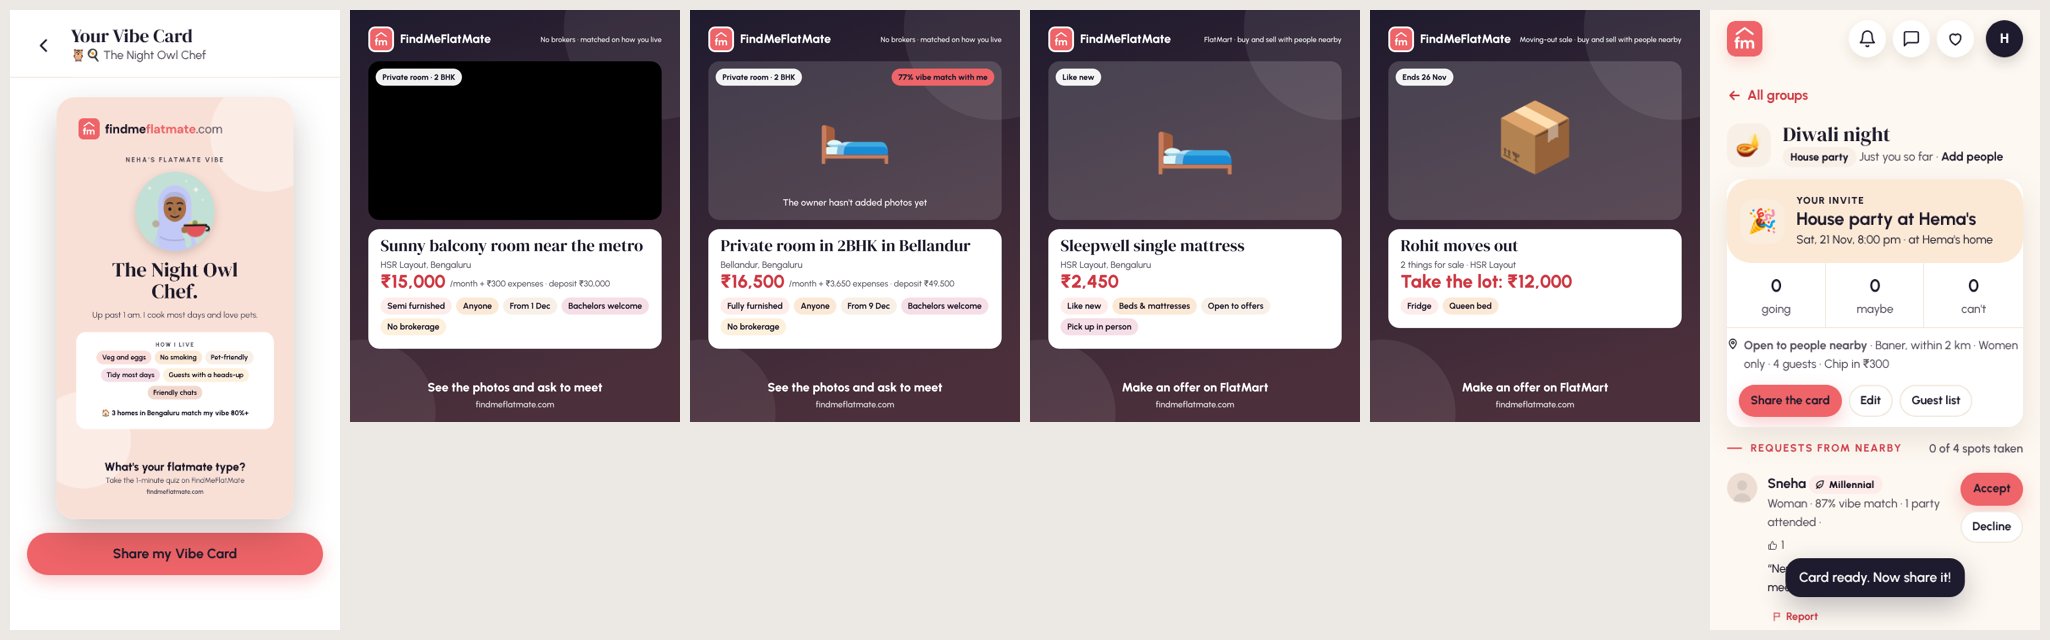 Your Vibe Card
The Night Owl Chef
fm findmeflatmate.com
NEHA'S FLATMATE VIBE
The Night Owl
Chef.
Up past 1 am. I cook most days and love pets.
HOW I LIVE
Veg and eggs No smoking Pet-friendly
Tidy most days Guests with a heads-up
Friendly chats
3 homes in Bengaluru match my vibe 80%+
What's your flatmate type?
Take the 1-minute quiz on FindMeFlatMate
findmeflatmate.com
Share my Vibe Card
fm FindMeFlatMate No brokers · matched on how you live
Private room · 2 BHK
Sunny balcony room near the metro
HSR Layout, Bengaluru
₹15,000 /month + ₹300 expenses · deposit ₹30,000
Semi furnished Anyone From 1 Dec Bachelors welcome
No brokerage
See the photos and ask to meet
findmeflatmate.com
fm FindMeFlatMate No brokers · matched on how you live
Private room · 2 BHK 77% vibe match with me
The owner hasn't added photos yet
Private room in 2BHK in Bellandur
Bellandur, Bengaluru
₹16,500 /month + ₹3,650 expenses · deposit ₹49,500
Fully furnished Anyone From 9 Dec Bachelors welcome
No brokerage
See the photos and ask to meet
findmeflatmate.com
fm FindMeFlatMate FlatMart · buy and sell with people nearby
Like new
Sleepwell single mattress
HSR Layout, Bengaluru
₹2,450
Like new Beds & mattresses Open to offers
Pick up in person
Make an offer on FlatMart
findmeflatmate.com
fm FindMeFlatMate Moving-out sale · buy and sell with people nearby
Ends 26 Nov
Rohit moves out
2 things for sale · HSR Layout
Take the lot: ₹12,000
Fridge Queen bed
Make an offer on FlatMart
findmeflatmate.com
fm H
← All groups
Diwali night
House party Just you so far · Add people
YOUR INVITE
House party at Hema's
Sat, 21 Nov, 8:00 pm · at Hema's home
0 0 0
going maybe can't
Open to people nearby · Baner, within 2 km · Women
only · 4 guests · Chip in ₹300
Share the card Edit Guest list
REQUESTS FROM NEARBY 0 of 4 spots taken
Sneha Millennial Accept
Woman · 87% vibe match · 1 party
attended ·
Decline
1
Card ready. Now share it!
Report